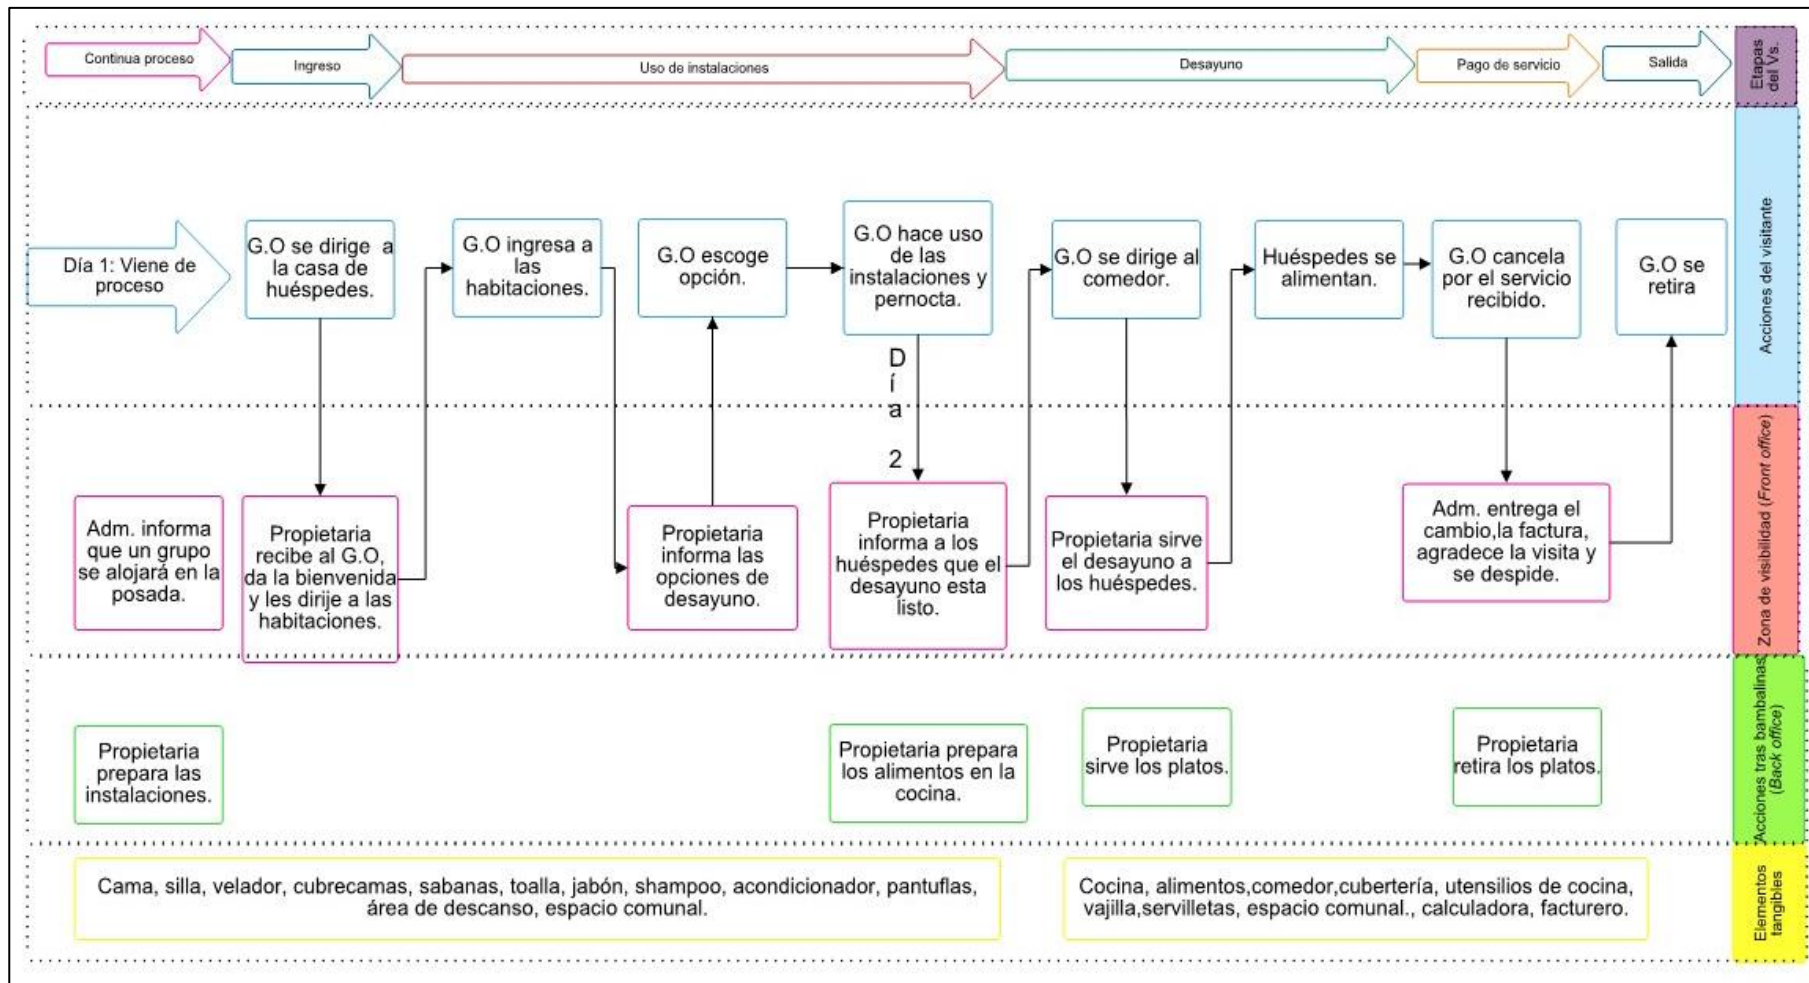 Continua proceso
Ingreso
Uso de instalaciones
Desayuno
Pago de servicio
Salida
Etapas
del Vs.
Día 1: Viene de
proceso
G.O se dirige a
la casa de
huéspedes.
G.O ingresa a
las
habitaciones.
G.O escoge
opción.
G.O hace uso
de las
instalaciones y
pernocta.
G.O se dirige al
comedor.
Huéspedes se
alimentan.
G.O cancela
por el servicio
recibido.
G.O se
retira
Acciones del visitante
Día 2
Adm. informa
que un grupo
se alojará en la
posada.
Propietaria
recibe al G.O,
da la bienvenida
y les dirije a las
habitaciones.
Propietaria
informa las
opciones de
desayuno.
Propietaria
informa a los
huéspedes que el
desayuno esta
listo.
Propietaria sirve
el desayuno a
los huéspedes.
Adm. entrega el
cambio,la factura,
agradece la visita y
se despide.
Zona de visibilidad (Front office)
Propietaria
prepara las
instalaciones.
Propietaria prepara
los alimentos en la
cocina.
Propietaria
sirve los platos.
Propietaria
retira los platos.
Acciones tras bambalinas
(Back office)
Cama, silla, velador, cubrecamas, sabanas, toalla, jabón, shampoo, acondicionador, pantuflas,
área de descanso, espacio comunal.
Cocina, alimentos,comedor,cubertería, utensilios de cocina,
vajilla,servilletas, espacio comunal., calculadora, facturero.
Elementos
tangibles